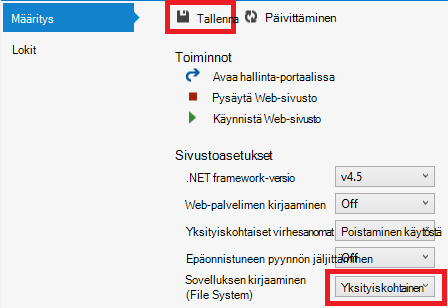 Määritys
Tallenna Päivittäminen
Lokit
Toiminnot
Avaa hallinta-portaalissa
Pysäytä Web-sivusto
Käynnistä Web-sivusto
Sivustoasetukset
.NET framework-versio v4.5
Web-palvelimen kirjaaminen Off
Yksityiskohtaiset virhesanomat Poistaminen käytöstä
Epäonnistuneen pyynnön jäljittäminen Off
Sovelluksen kirjaaminen
(File System) Yksityiskohtainen